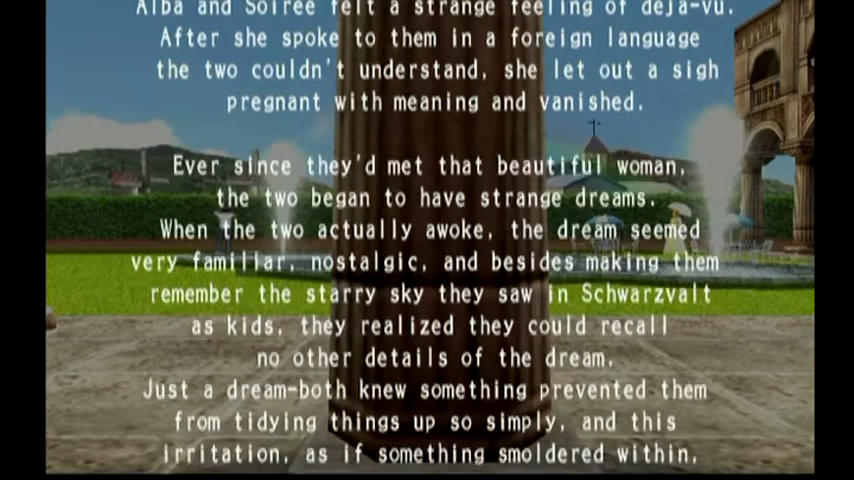 Alba and Soiree felt a strange feeling of deja-vu.
After she spoke to them in a foreign language
the two couldn't understand, she let out a sigh
pregnant with meaning and vanished.
Ever since they'd met that beautiful woman,
the two began to have strange dreams.
When the two actually awoke, the dream seemed
very familiar, nostalgic, and besides making them
remember the starry sky they saw in Schwarzvalt
as kids, they realized they could recall
no other details of the dream.
Just a dream-both knew something prevented them
from tidying things up so simply, and this
irritation, as if something smoldered within,